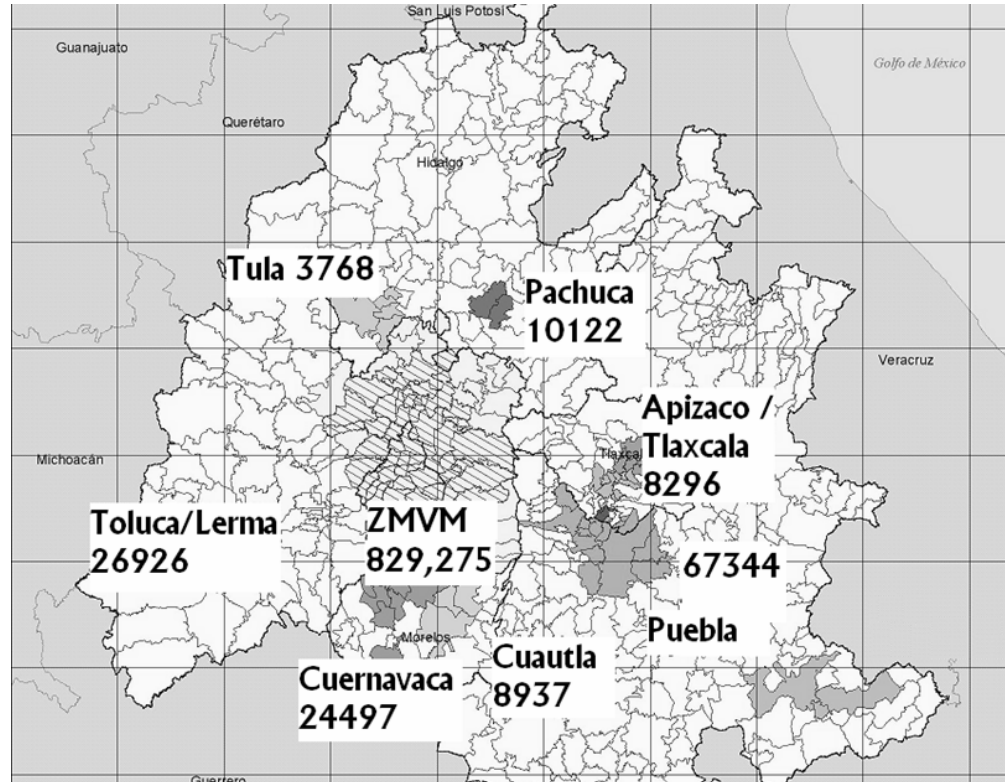 San Luis Potosí
Guanajuato
Golfo de México
Querétaro
Hidalgo
Tula 3768
Pachuca
10122
Veracruz
Apizaco /
Tlaxcala
8296
Tlaxcal
Michoacán
Toluca/Lerma
26926
ZMVM
829,275
67344
Puebla
Morelos
Cuautla
8937
Cuernavaca
24497
Guerrero